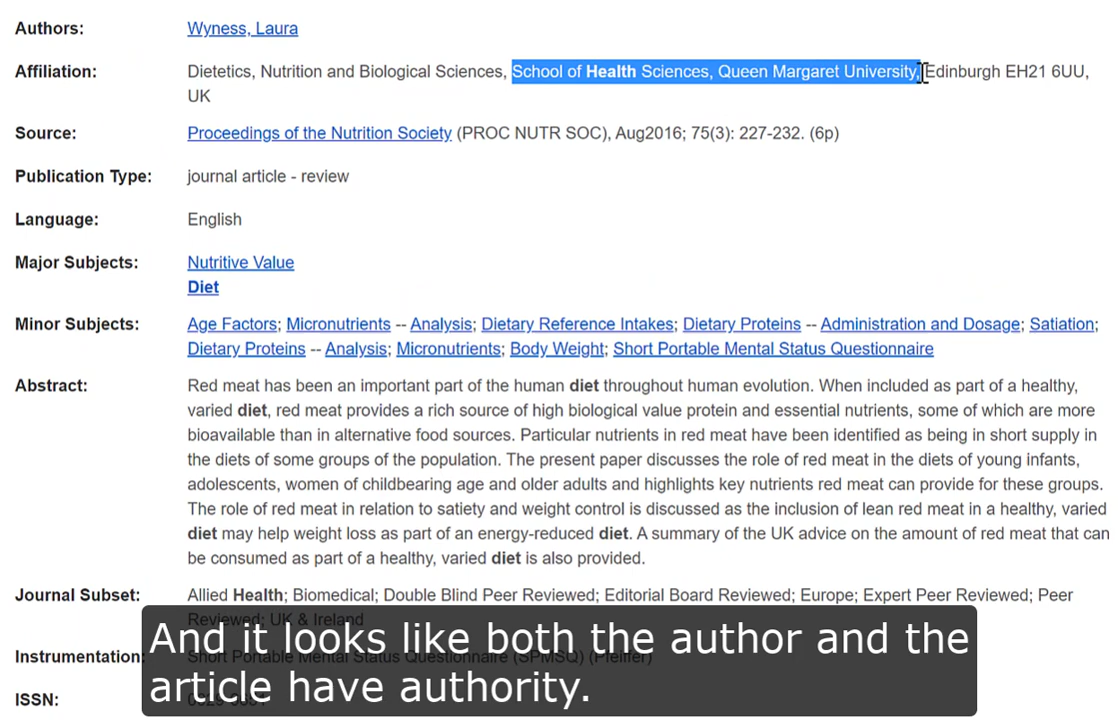 Authors: Wyness, Laura
Affiliation: Dietetics, Nutrition and Biological Sciences, School of Health Sciences, Queen Margaret University, Edinburgh EH21 6UU,
UK
Source: Proceedings of the Nutrition Society (PROC NUTR SOC), Aug2016; 75(3): 227-232. (6p)
Publication Type: journal article - review
Language: English
Major Subjects: Nutritive Value
Diet
Minor Subjects: Age Factors; Micronutrients -- Analysis; Dietary Reference Intakes; Dietary Proteins -- Administration and Dosage; Satiation;
Dietary Proteins -- Analysis; Micronutrients; Body Weight; Short Portable Mental Status Questionnaire
Abstract: Red meat has been an important part of the human diet throughout human evolution. When included as part of a healthy,
varied diet, red meat provides a rich source of high biological value protein and essential nutrients, some of which are more
bioavailable than in alternative food sources. Particular nutrients in red meat have been identified as being in short supply in
the diets of some groups of the population. The present paper discusses the role of red meat in the diets of young infants,
adolescents, women of childbearing age and older adults and highlights key nutrients red meat can provide for these groups.
The role of red meat in relation to satiety and weight control is discussed as the inclusion of lean red meat in a healthy, varied
diet may help weight loss as part of an energy-reduced diet. A summary of the UK advice on the amount of red meat that can
be consumed as part of a healthy, varied diet is also provided.
Journal Subset: Allied Health; Biomedical; Double Blind Peer Reviewed; Editorial Board Reviewed; Europe; Expert Peer Reviewed; Peer
Reviewed; UK & Ireland
Instrumentation: Short Portable Mental Status Questionnaire (SPMSQ) (Pfeiffer)
ISSN:
And it looks like both the author and the
article have authority.